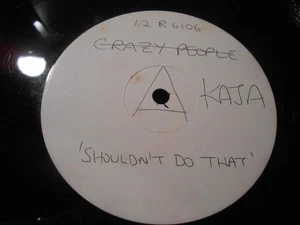 12 R 6106
CRAZY PEOPLE
A KAJA
'SHOULDN'T DO THAT'